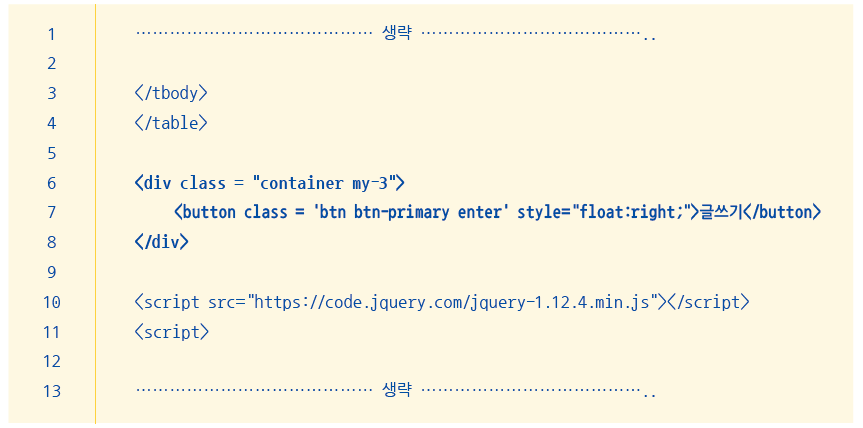 1 ………………………………… 생략 …………………………………..
2
3 </tbody>
4 </table>
5
6 <div class = "container my-3">
7 <button class = 'btn btn-primary enter' style="float:right;">글쓰기</button>
8 </div>
9
10 <script src="https://code.jquery.com/jquery-1.12.4.min.js"></script>
11 <script>
12
13 ………………………………… 생략 …………………………………..